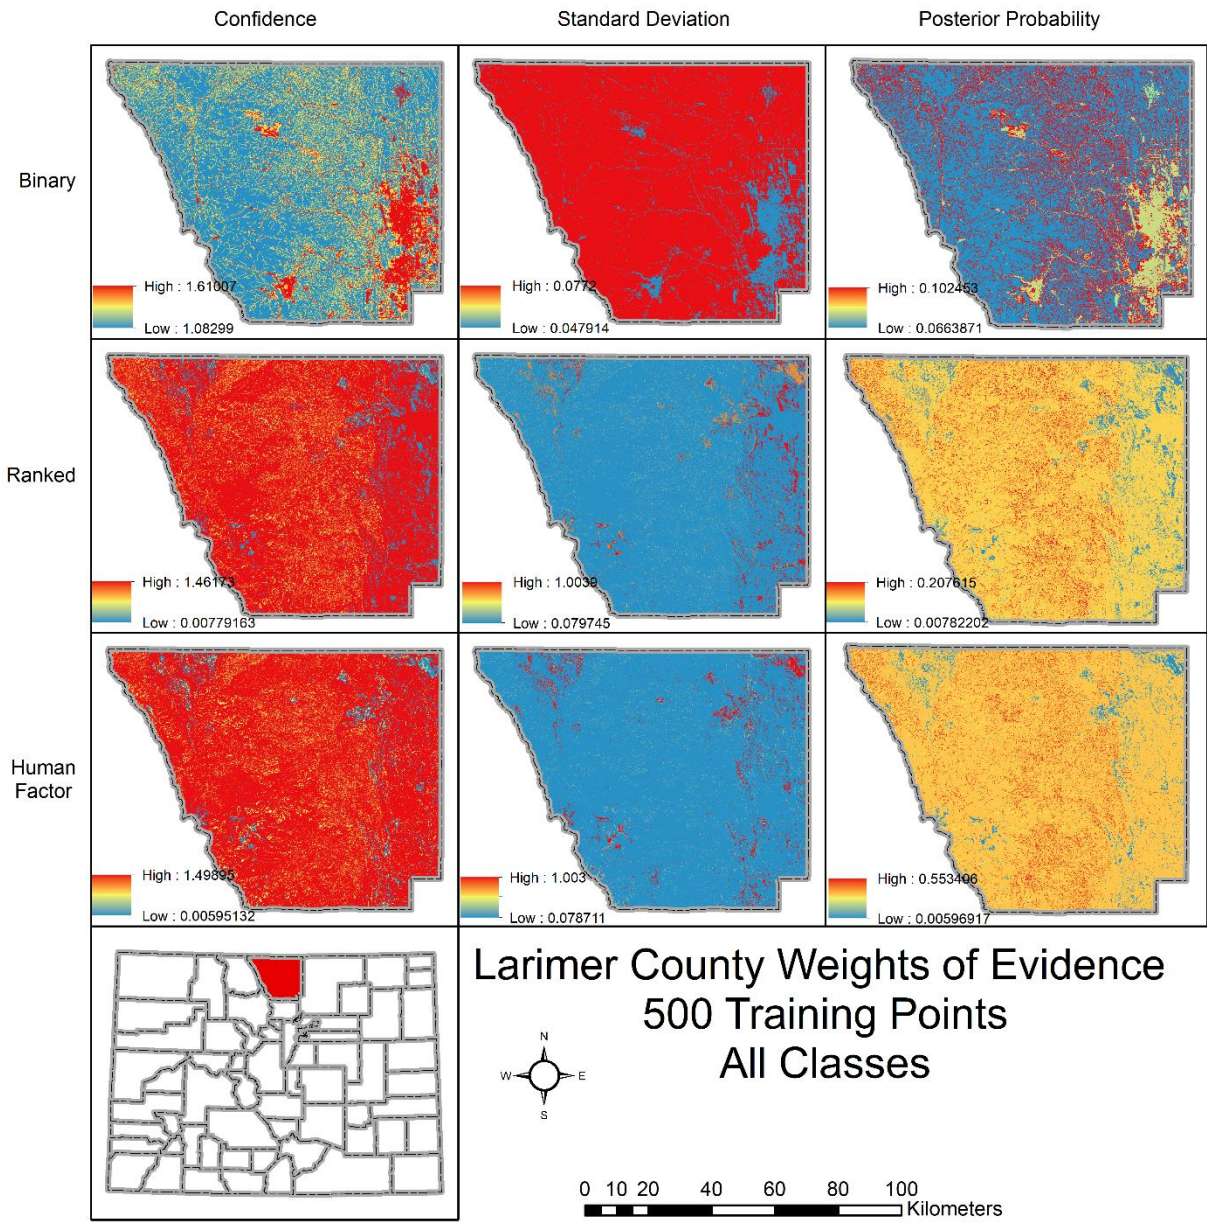 Confidence
Standard Deviation
Posterior Probability
Binary
High : 1.61007
Low : 1.08299
High : 0.0772
Low : 0.047914
High : 0.102453
Low : 0.0663871
Ranked
High : 1.46173
Low : 0.00779163
High : 1.0039
Low : 0.079745
High : 0.207615
Low : 0.00782202
Human
Factor
High : 1.49895
Low : 0.00595132
High : 1.003
Low : 0.078711
High : 0.553406
Low : 0.00596917
Larimer County Weights of Evidence
500 Training Points
All Classes
N
W E
S
0 10 20 40 60 80 100
Kilometers